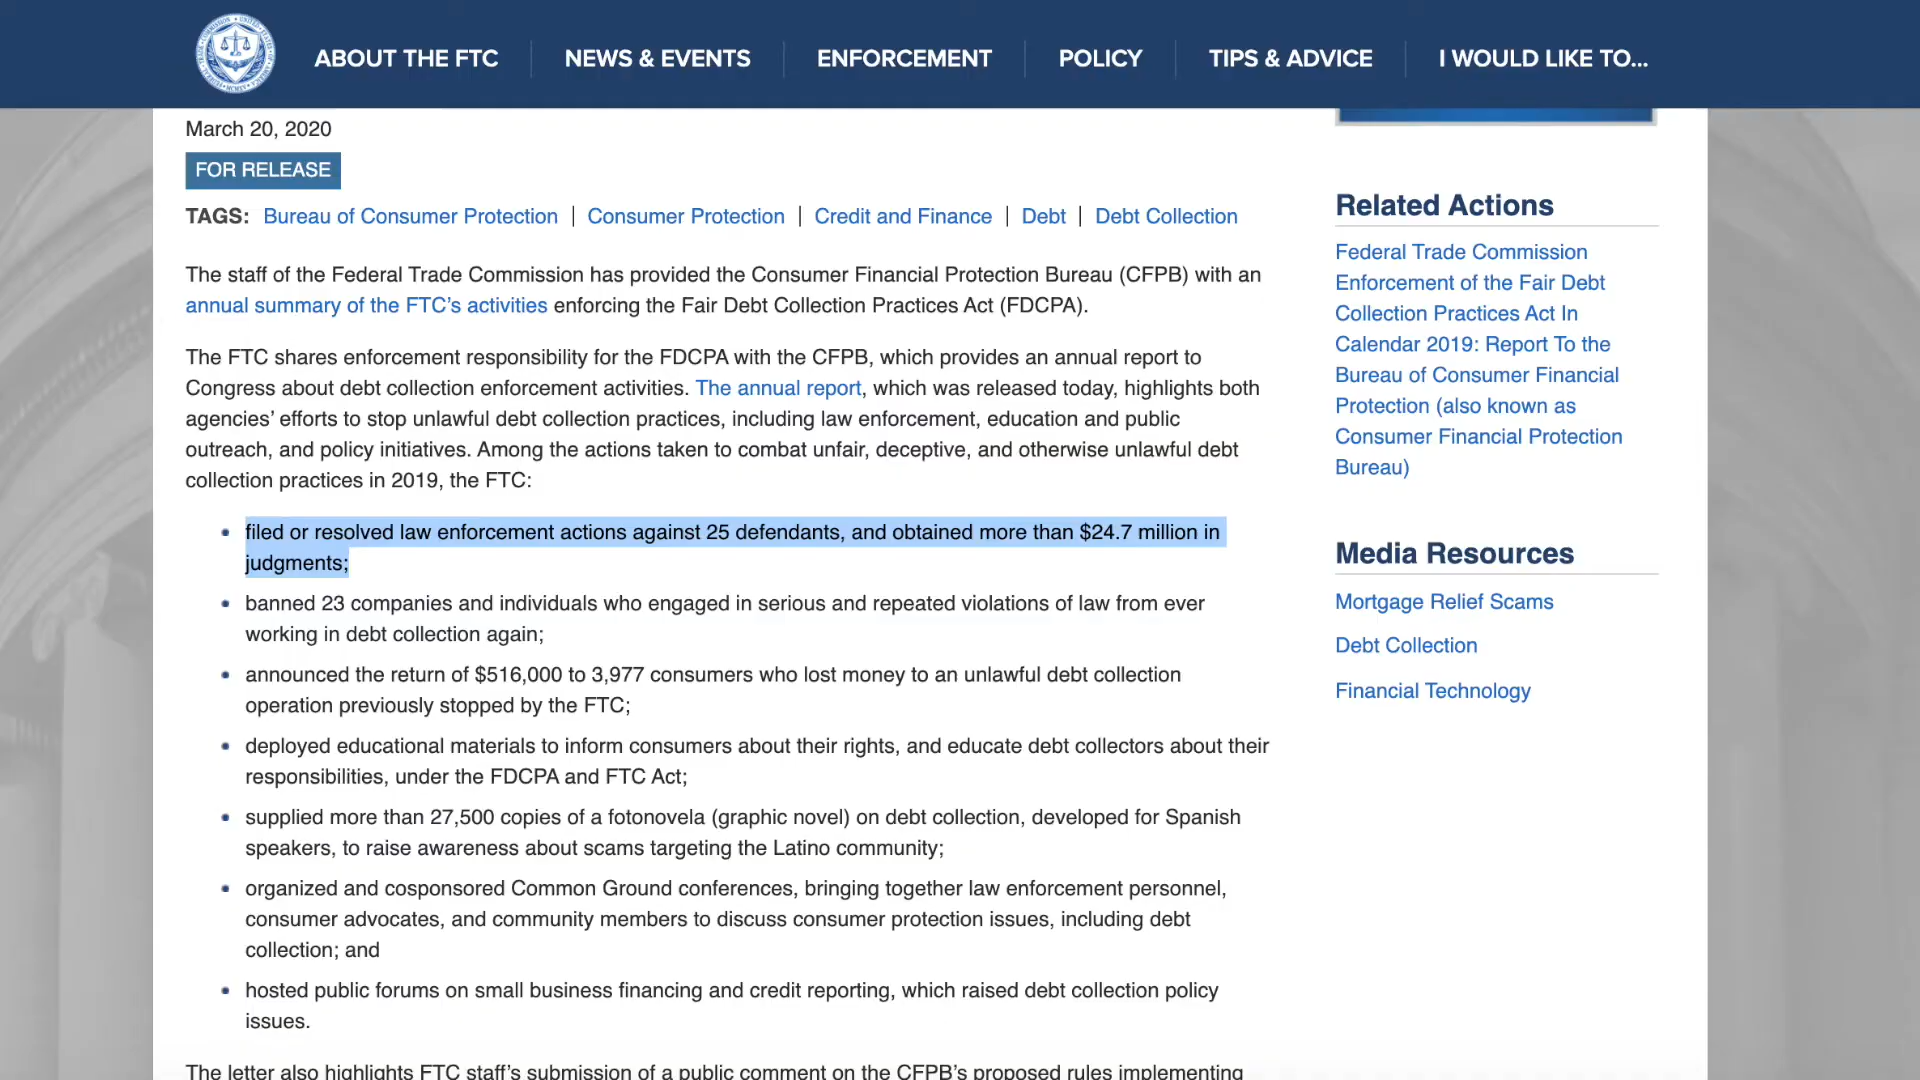 ABOUT THE FTC
NEWS & EVENTS
ENFORCEMENT
POLICY
TIPS & ADVICE
I WOULD LIKE TO...
March 20, 2020
FOR RELEASE
TAGS: Bureau of Consumer Protection | Consumer Protection | Credit and Finance | Debt | Debt Collection
The staff of the Federal Trade Commission has provided the Consumer Financial Protection Bureau (CFPB) with an
annual summary of the FTC’s activities enforcing the Fair Debt Collection Practices Act (FDCPA).
The FTC shares enforcement responsibility for the FDCPA with the CFPB, which provides an annual report to
Congress about debt collection enforcement activities. The annual report, which was released today, highlights both
agencies’ efforts to stop unlawful debt collection practices, including law enforcement, education and public
outreach, and policy initiatives. Among the actions taken to combat unfair, deceptive, and otherwise unlawful debt
collection practices in 2019, the FTC:
• filed or resolved law enforcement actions against 25 defendants, and obtained more than $24.7 million in
judgments;
• banned 23 companies and individuals who engaged in serious and repeated violations of law from ever
working in debt collection again;
• announced the return of $516,000 to 3,977 consumers who lost money to an unlawful debt collection
operation previously stopped by the FTC;
• deployed educational materials to inform consumers about their rights, and educate debt collectors about their
responsibilities, under the FDCPA and FTC Act;
• supplied more than 27,500 copies of a fotonovela (graphic novel) on debt collection, developed for Spanish
speakers, to raise awareness about scams targeting the Latino community;
• organized and cosponsored Common Ground conferences, bringing together law enforcement personnel,
consumer advocates, and community members to discuss consumer protection issues, including debt
collection; and
• hosted public forums on small business financing and credit reporting, which raised debt collection policy
issues.
The letter also highlights FTC staff’s submission of a public comment on the CFPB’s proposed rules implementing
Related Actions
Federal Trade Commission
Enforcement of the Fair Debt
Collection Practices Act In
Calendar 2019: Report To the
Bureau of Consumer Financial
Protection (also known as
Consumer Financial Protection
Bureau)
Media Resources
Mortgage Relief Scams
Debt Collection
Financial Technology